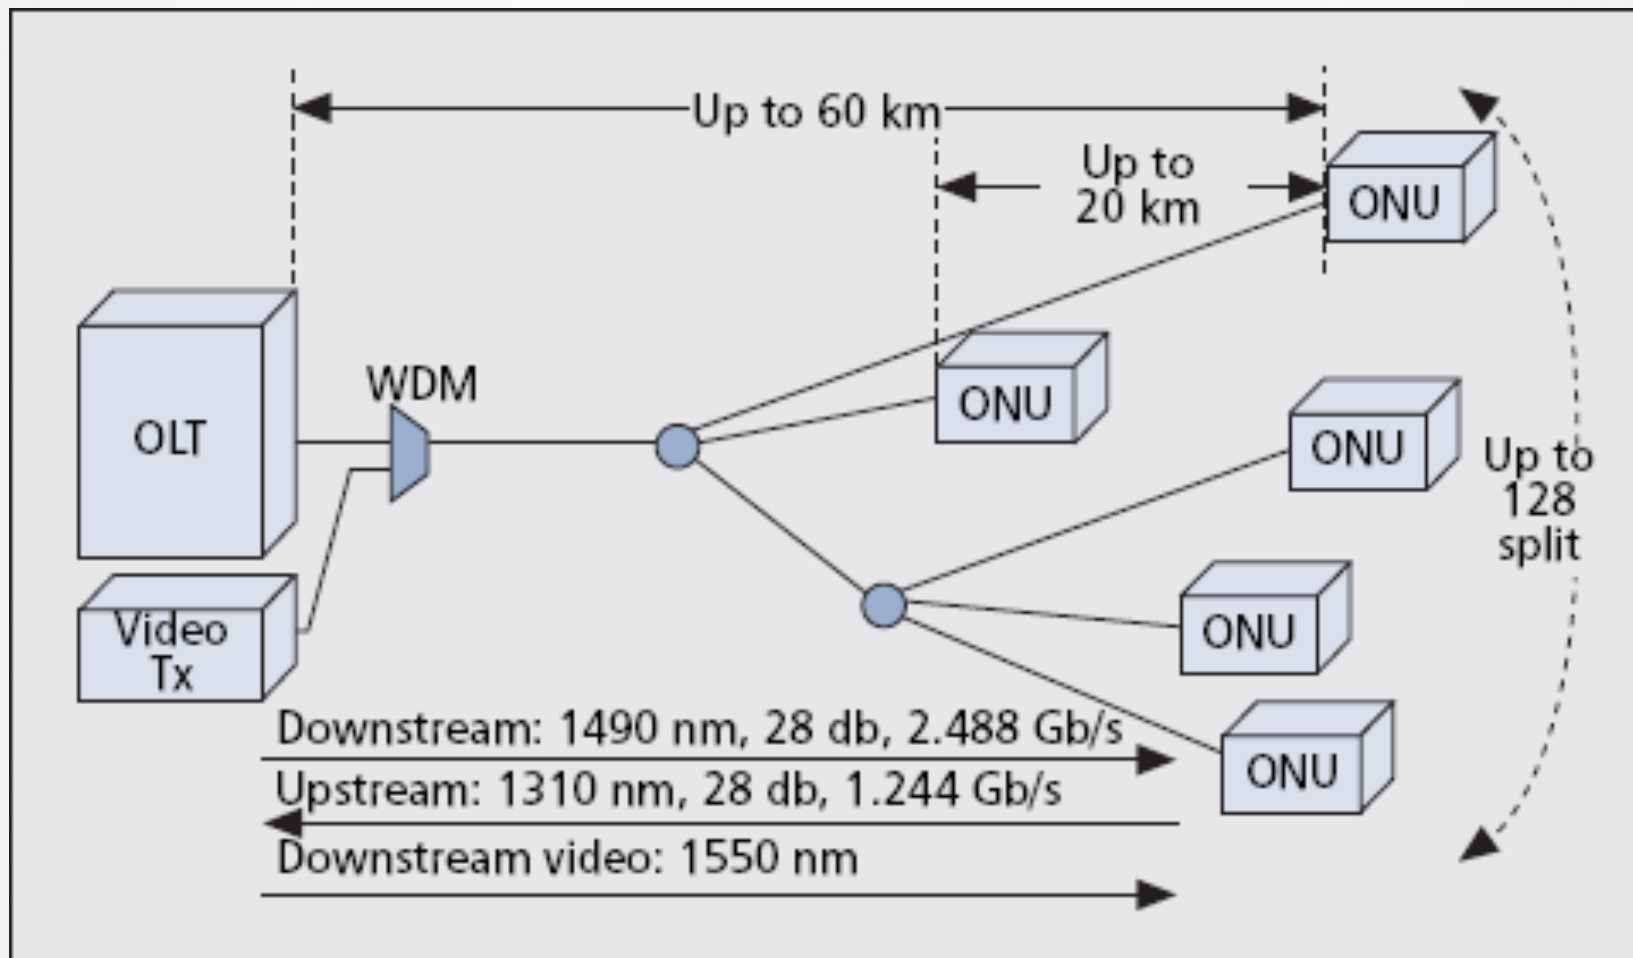 Up to 60 km
Up to
20 km
ONU
WDM
OLT
ONU
ONU
Up to
128
split
Video
Tx
ONU
ONU
Downstream: 1490 nm, 28 db, 2.488 Gb/s
Upstream: 1310 nm, 28 db, 1.244 Gb/s
Downstream video: 1550 nm